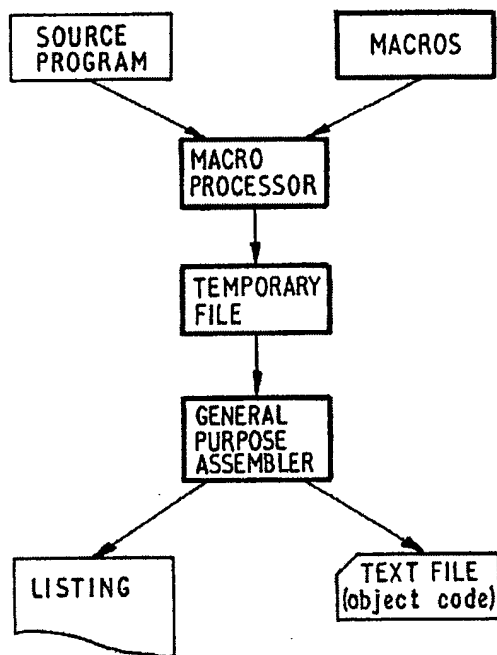 SOURCE
PROGRAM
MACROS
MACRO
PROCESSOR
TEMPORARY
FILE
GENERAL
PURPOSE
ASSEMBLER
LISTING
TEXT FILE
(object code)